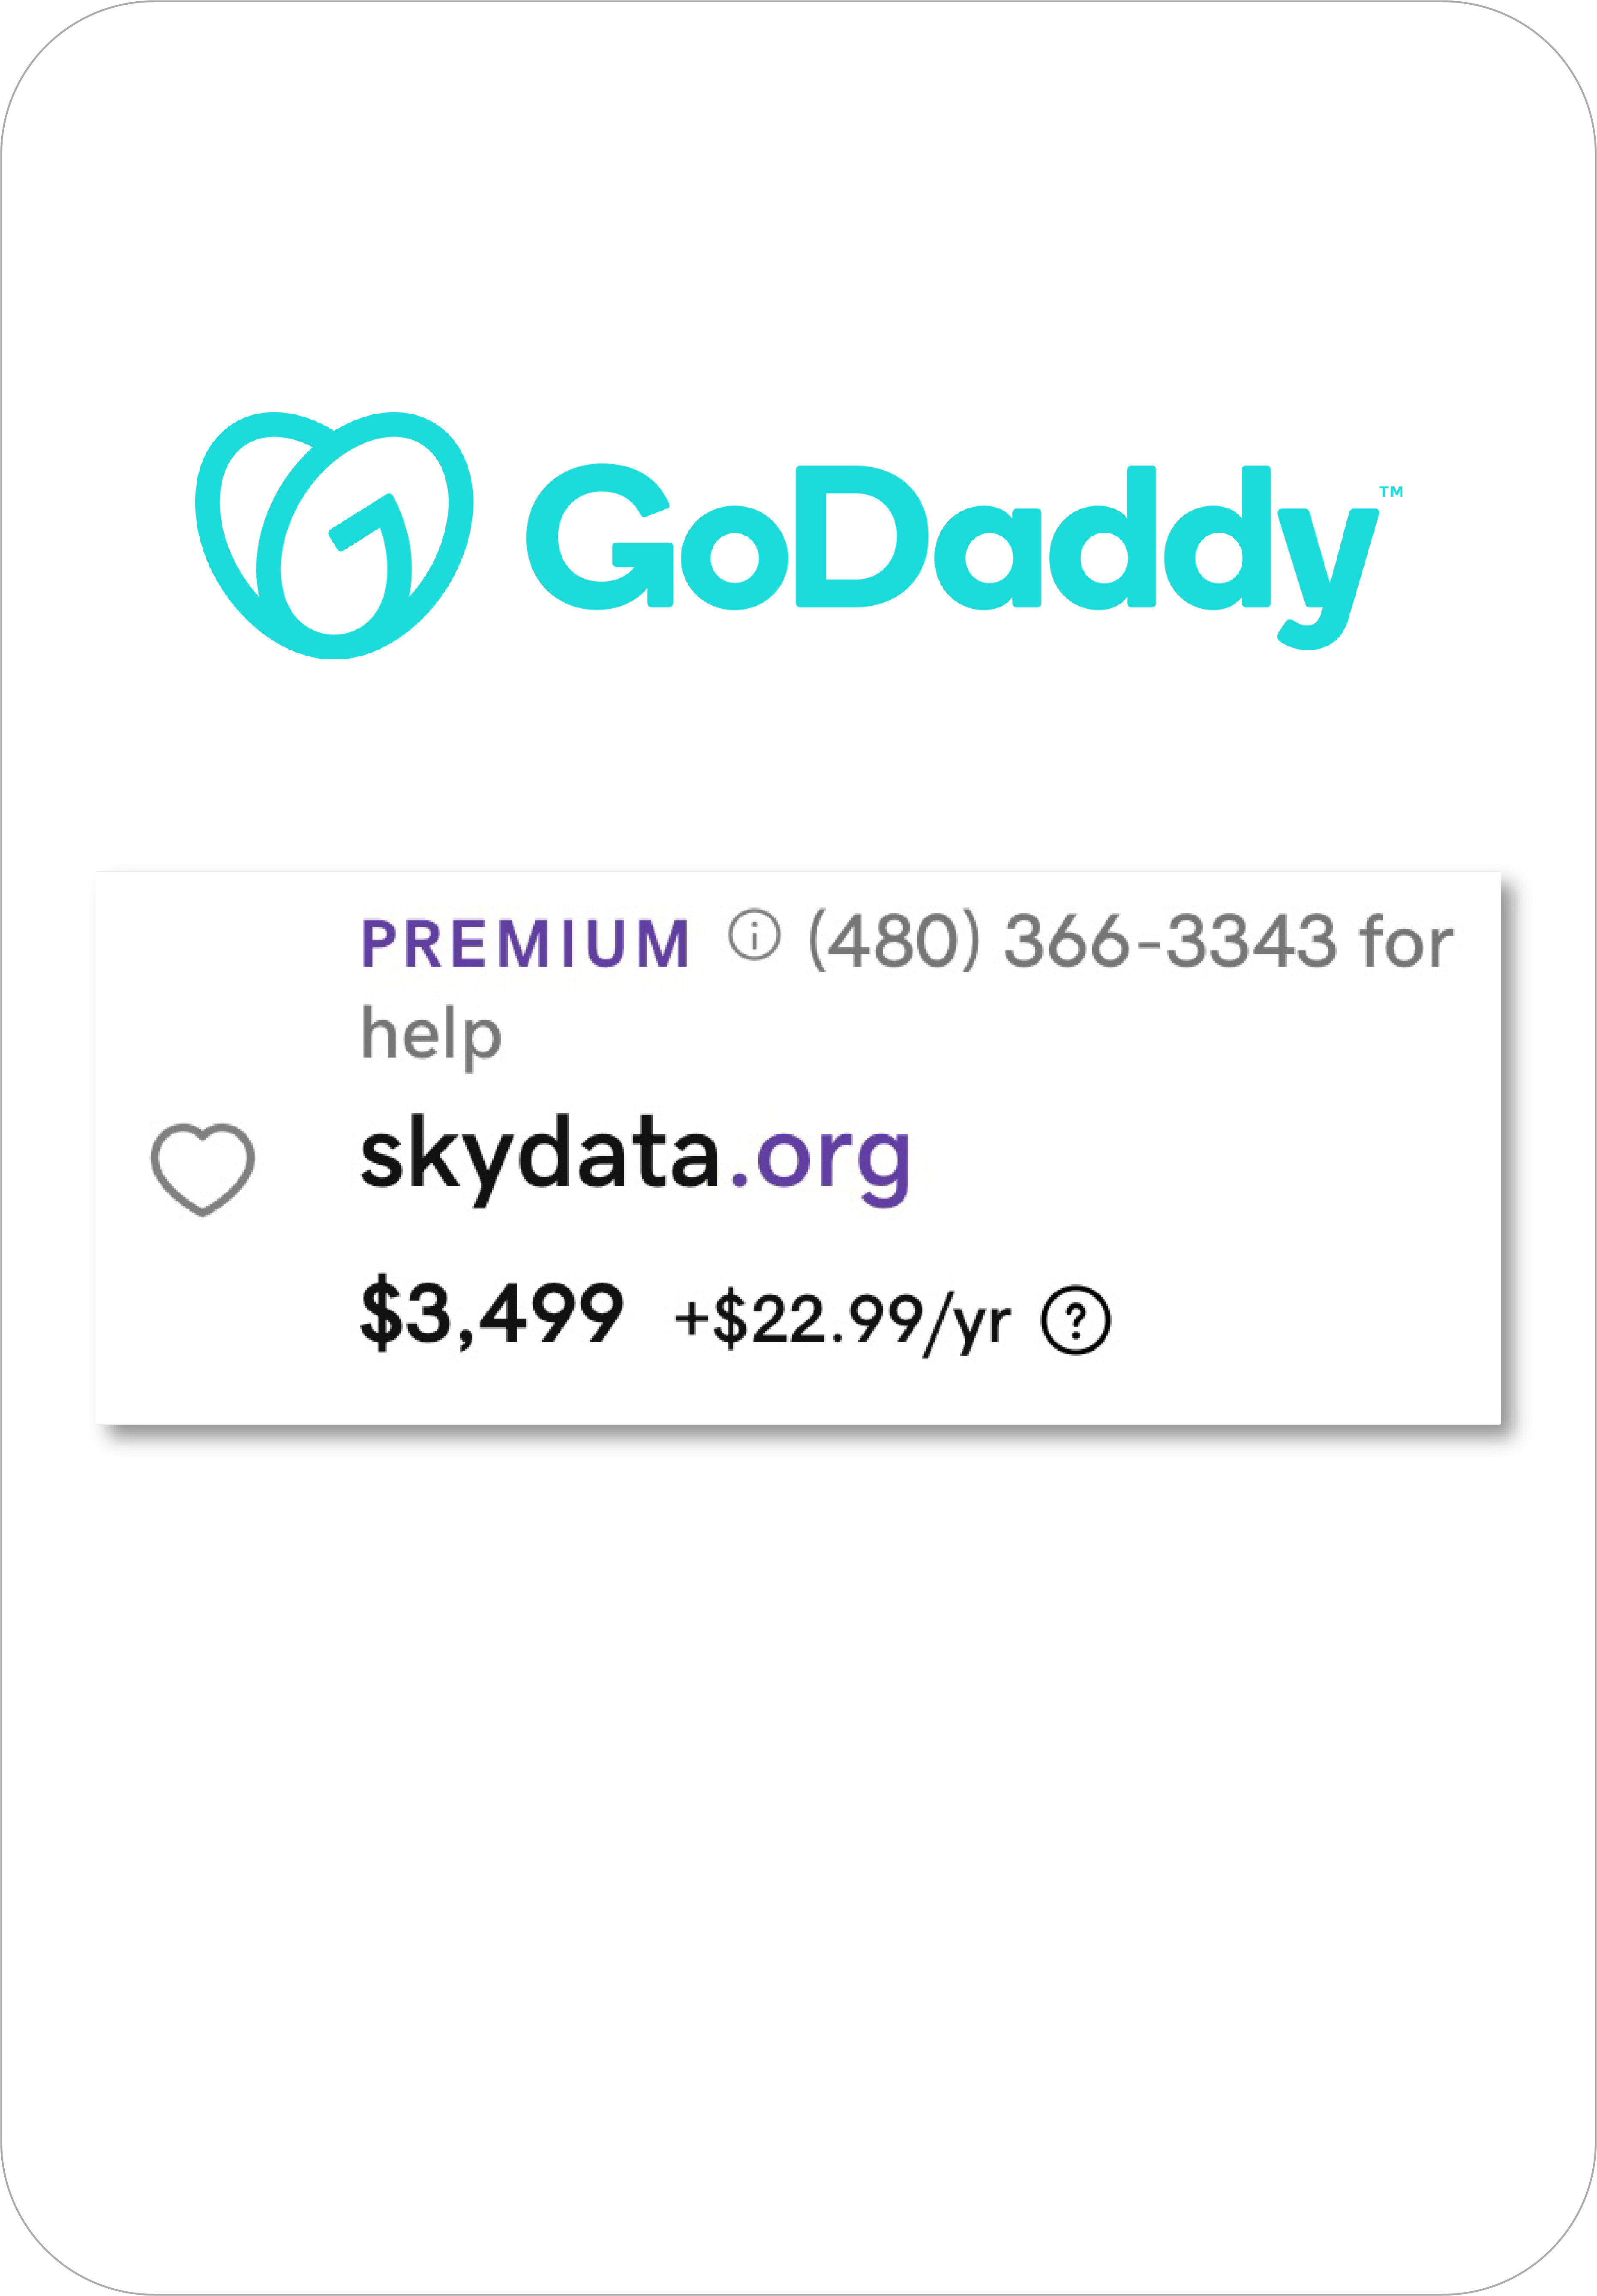 GoDaddy™
PREMIUM ⓘ (480) 366-3343 for
help
skydata.org
$3,499 +$22.99/yr ?